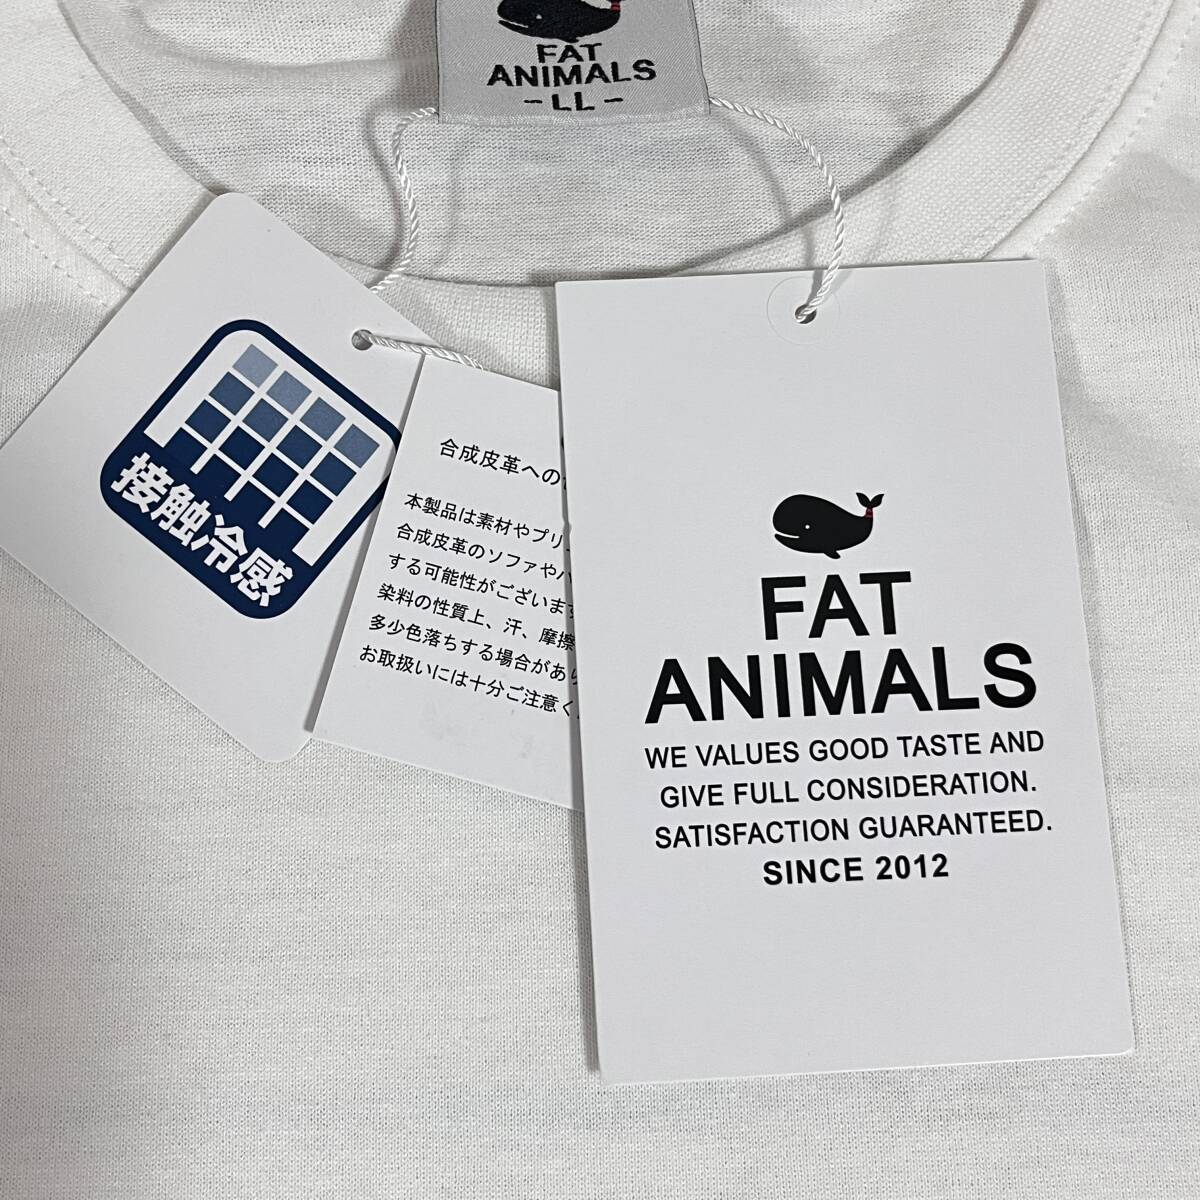 FAT
ANIMALS
-LL-
接触冷感
合成皮革への
本製品は素材やプリ
合成皮革のソファや
する可能性がございます
染料の性質上、汗、摩擦
多少色落ちする場合があ
お取扱いには十分ご注意く
FAT
ANIMALS
WE VALUES GOOD TASTE AND
GIVE FULL CONSIDERATION.
SATISFACTION GUARANTEED.
SINCE 2012